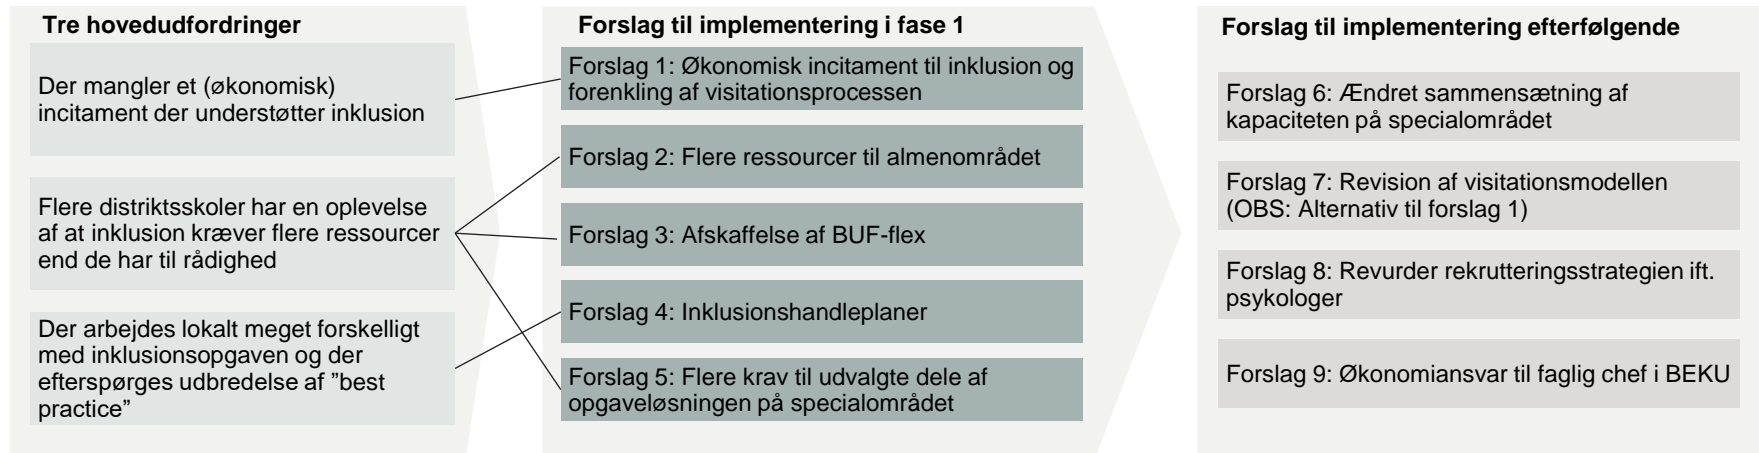 Tre hovedudfordringer
Der mangler et (økonomisk)
incitament der understøtter inklusion
Flere distriktsskoler har en oplevelse
af at inklusion kræver flere ressourcer
end de har til rådighed
Der arbejdes lokalt meget forskelligt
med inklusionsopgaven og der
efterspørges udbredelse af ”best
practice”
Forslag til implementering i fase 1
Forslag 1: Økonomisk incitament til inklusion og
forenkling af visitationsprocessen
Forslag 2: Flere ressourcer til almenområdet
Forslag 3: Afskaffelse af BUF-flex
Forslag 4: Inklusionshandleplaner
Forslag 5: Flere krav til udvalgte dele af
opgaveløsningen på specialområdet
Forslag til implementering efterfølgende
Forslag 6: Ændret sammensætning af
kapaciteten på specialområdet
Forslag 7: Revision af visitationsmodellen
(OBS: Alternativ til forslag 1)
Forslag 8: Revurder rekrutteringsstrategien ift.
psykologer
Forslag 9: Økonomiansvar til faglig chef i BEKU